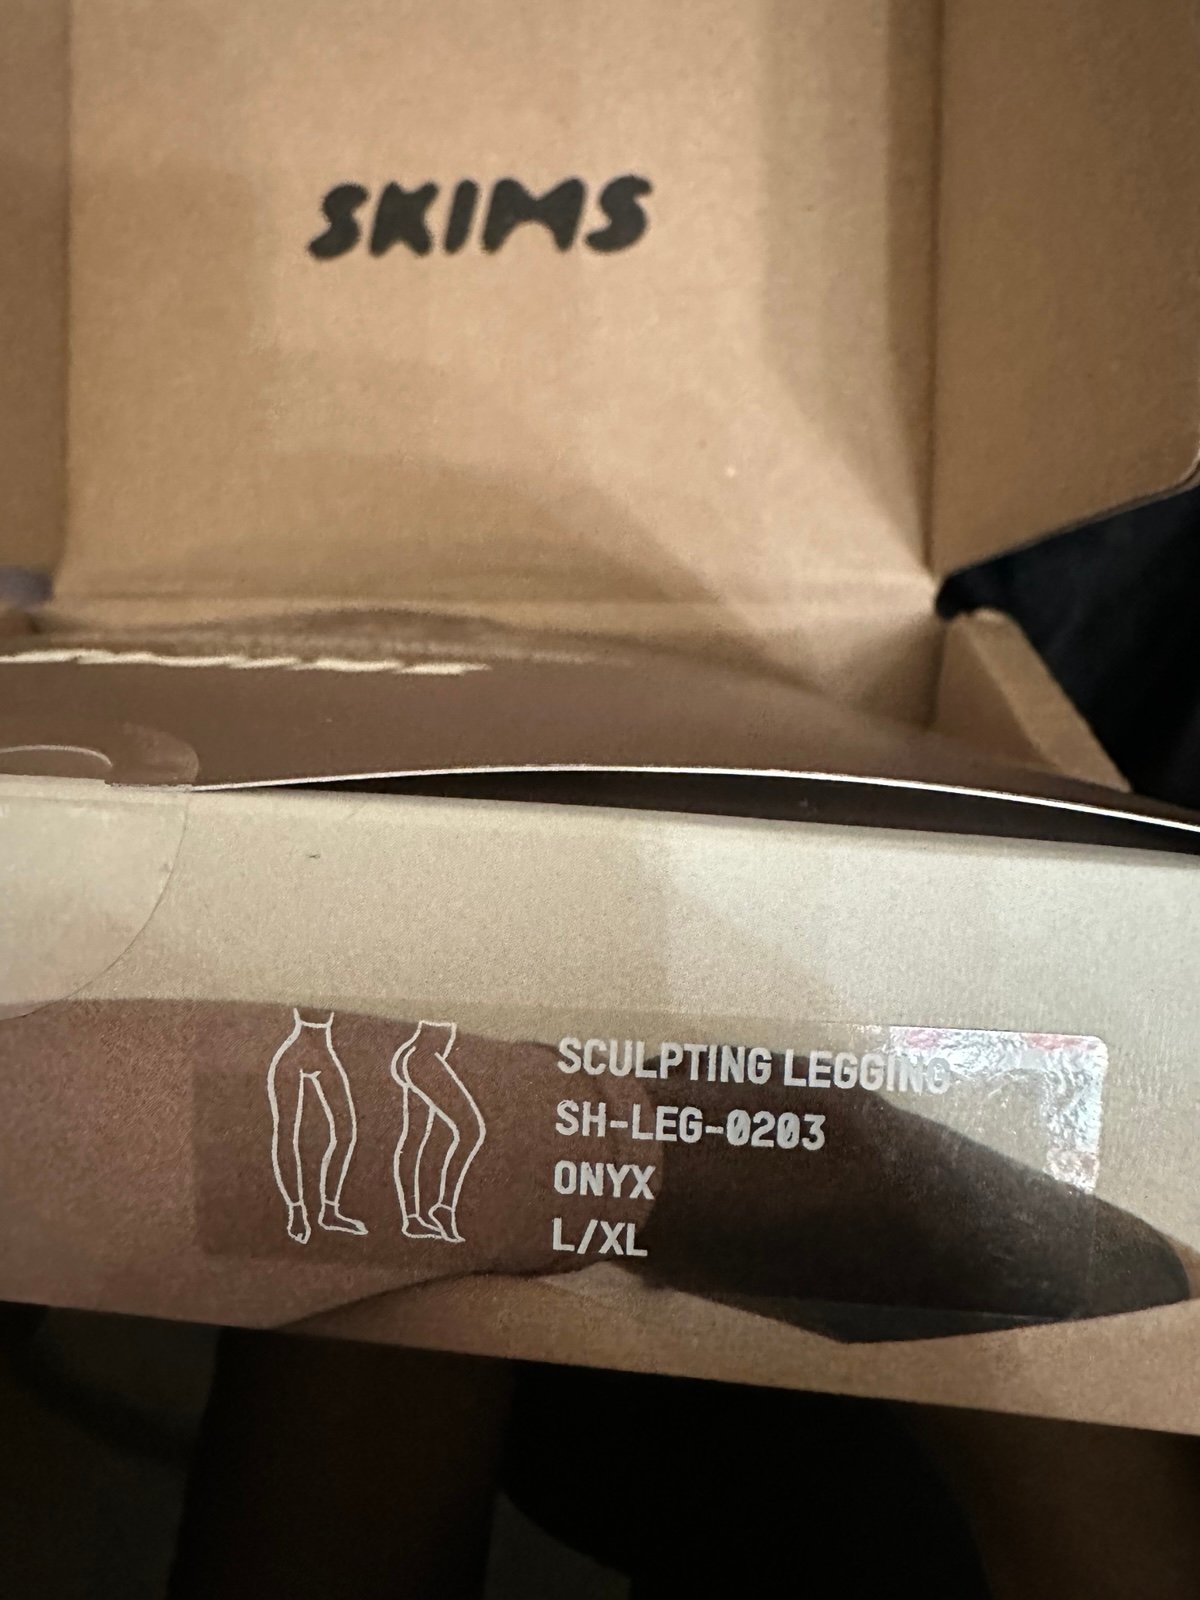 SKIMS
SCULPTING LEGGING
SH-LEG-0203
ONYX
L/XL